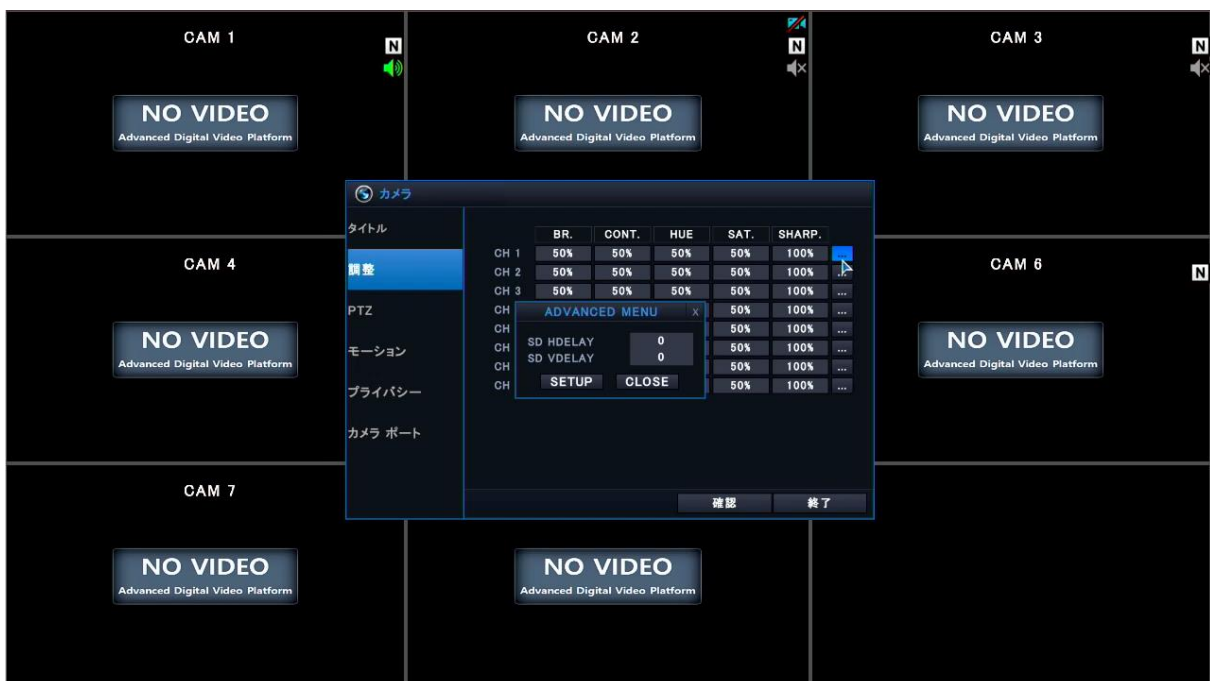 CAM 1
N
CAM 2
N
CAM 3
N
NO VIDEO
Advanced Digital Video Platform
NO VIDEO
Advanced Digital Video Platform
NO VIDEO
Advanced Digital Video Platform
カメラ
タイトル
調整
PTZ
モーション
プライバシー
カメラ ポート
BR. CONT. HUE SAT. SHARP.
CH 1 50% 50% 50% 50% 100% ...
CH 2 50% 50% 50% 50% 100% ...
CH 3 50% 50% 50% 50% 100% ...
CH 50% 100% ...
CH 50% 100% ...
CH 50% 100% ...
CH 50% 100% ...
CH 50% 100% ...
ADVANCED MENU X
SD HDELAY 0
SD VDELAY 0
SETUP CLOSE
確認 終了
CAM 4
CAM 6
N
NO VIDEO
Advanced Digital Video Platform
NO VIDEO
Advanced Digital Video Platform
CAM 7
NO VIDEO
Advanced Digital Video Platform
NO VIDEO
Advanced Digital Video Platform